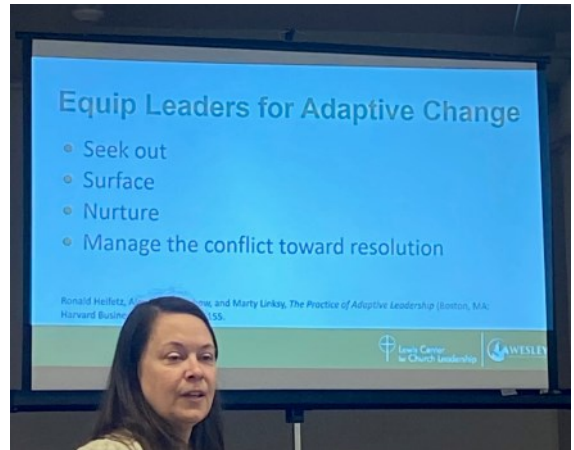 Equip Leaders for Adaptive Change
Seek out
Surface
Nurture
Manage the conflict toward resolution
Ronald Heifetz, and Marty Linksy, The Practice of Adaptive Leadership (Boston, MA:
Harvard 155.
Lewis Center
for Church Leadership
WESLEY